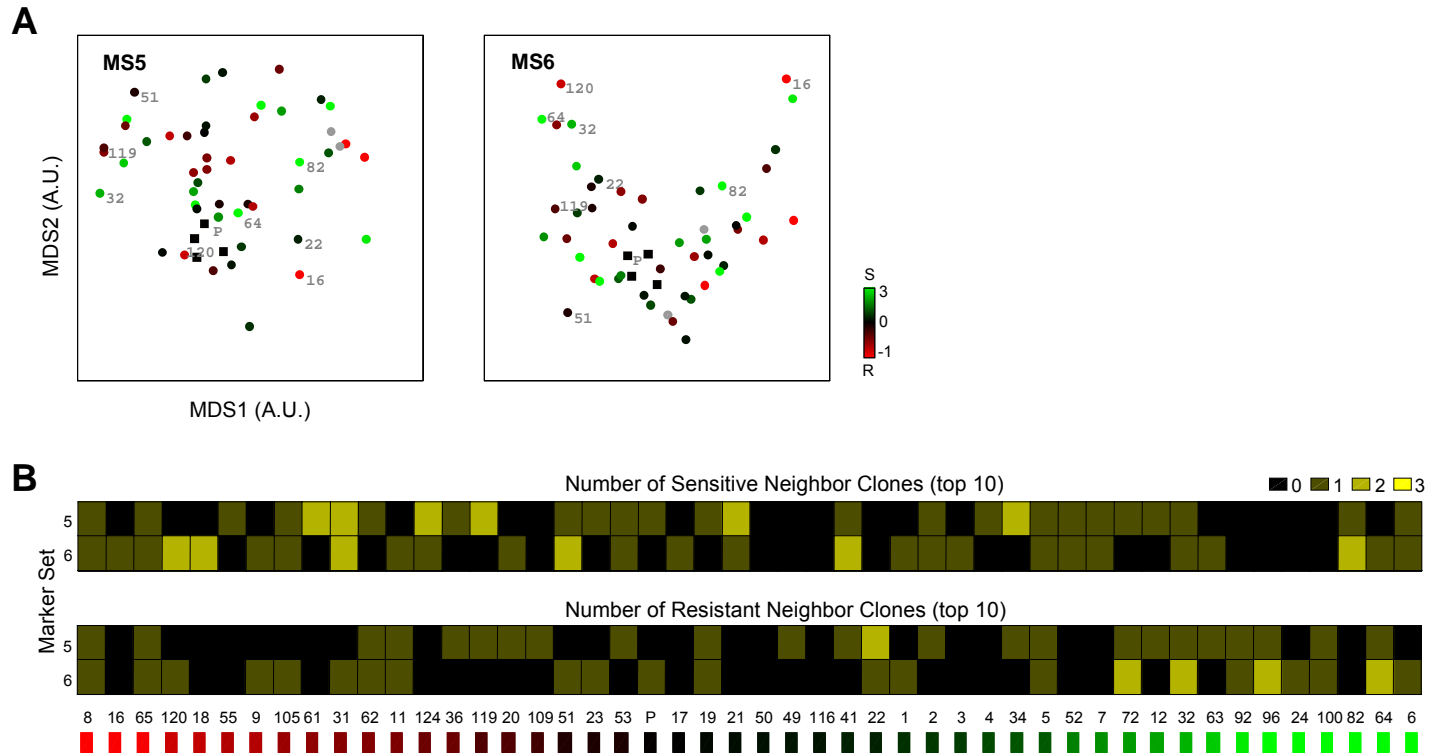 A
MS5
51
119
32
82
P
64
120
22
16
MS6
120
16
64
32
22
82
119
P
51
MDS2 (A.U.)
MDS1 (A.U.)
S
3
0
-1
R
B
Number of Sensitive Neighbor Clones (top 10)
0 1 2 3
5
6
Marker Set
Number of Resistant Neighbor Clones (top 10)
5
6
8 16 65 120 18 55 9 105 61 31 62 11 124 36 119 20 109 51 23 53 P 17 19 21 50 49 116 41 22 1 2 3 4 34 5 52 7 72 12 32 63 92 96 24 100 82 64 6